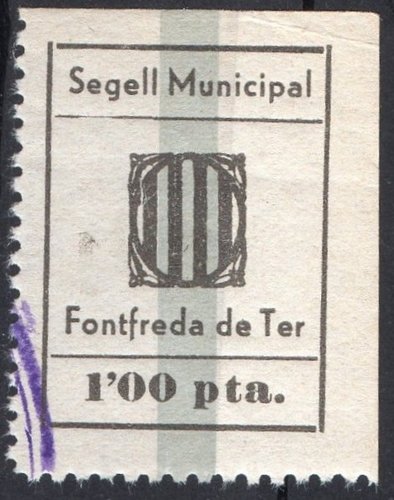 Segell Municipal
Fontfreda de Ter
1'00 pta.